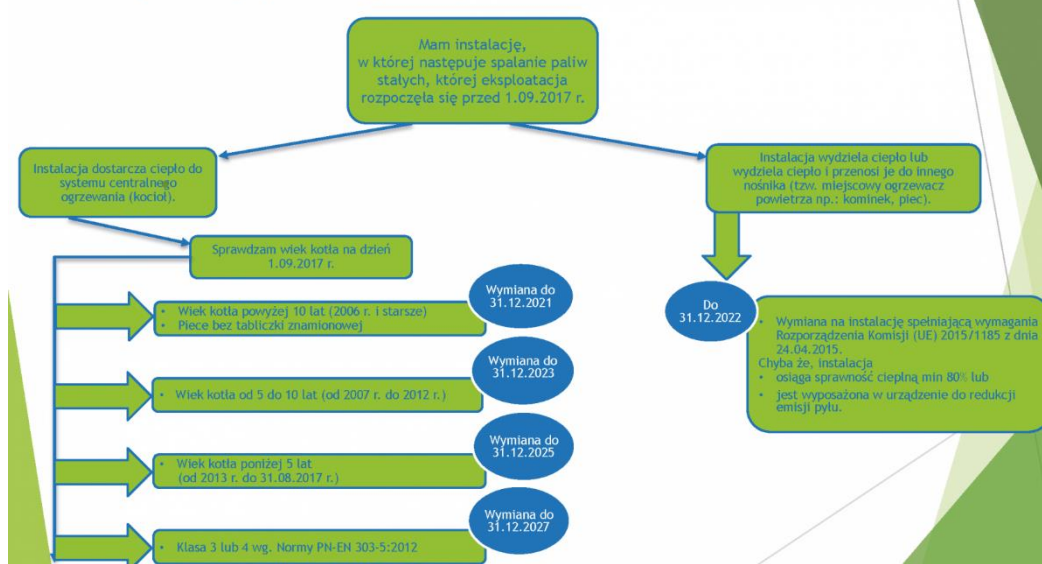 Mam instalację,
w której następuje spalanie paliw
stałych, której eksploatacja
rozpoczęła się przed 1.09.2017 r.
Instalacja dostarcza ciepło do
systemu centralnego
ogrzewania (kocioł).
Instalacja wydziela ciepło lub
wydziela ciepło i przenosi je do innego
nośnika (tzw. miejscowy ogrzewacz
powietrza np.: kominek, piec).
Sprawdzam wiek kotła na dzień
1.09.2017 r.
Wymiana do
31.12.2021
• Wiek kotła powyżej 10 lat (2006 r. i starsze)
• Piece bez tabliczki znamionowej
Wymiana do
31.12.2023
• Wiek kotła od 5 do 10 lat (od 2007 r. do 2012 r.)
Wymiana do
31.12.2025
• Wiek kotła poniżej 5 lat
(od 2013 r. do 31.08.2017 r.)
Wymiana do
31.12.2027
• Klasa 3 lub 4 wg. Normy PN-EN 303-5:2012
Do
31.12.2022
• Wymiana na instalację spełniającą wymagania
Rozporządzenia Komisji (UE) 2015/1185 z dnia
24.04.2015.
Chyba że, instalacja
• osiąga sprawność cieplną min 80% lub
• jest wyposażona w urządzenie do redukcji
emisji pyłu.